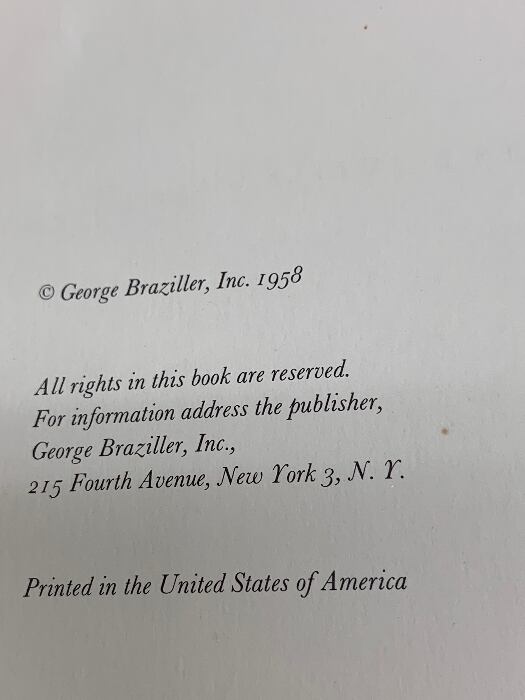 © George Braziller, Inc. 1958
All rights in this book are reserved.
For information address the publisher,
George Braziller, Inc.,
215 Fourth Avenue, New York 3, N. Y.
Printed in the United States of America